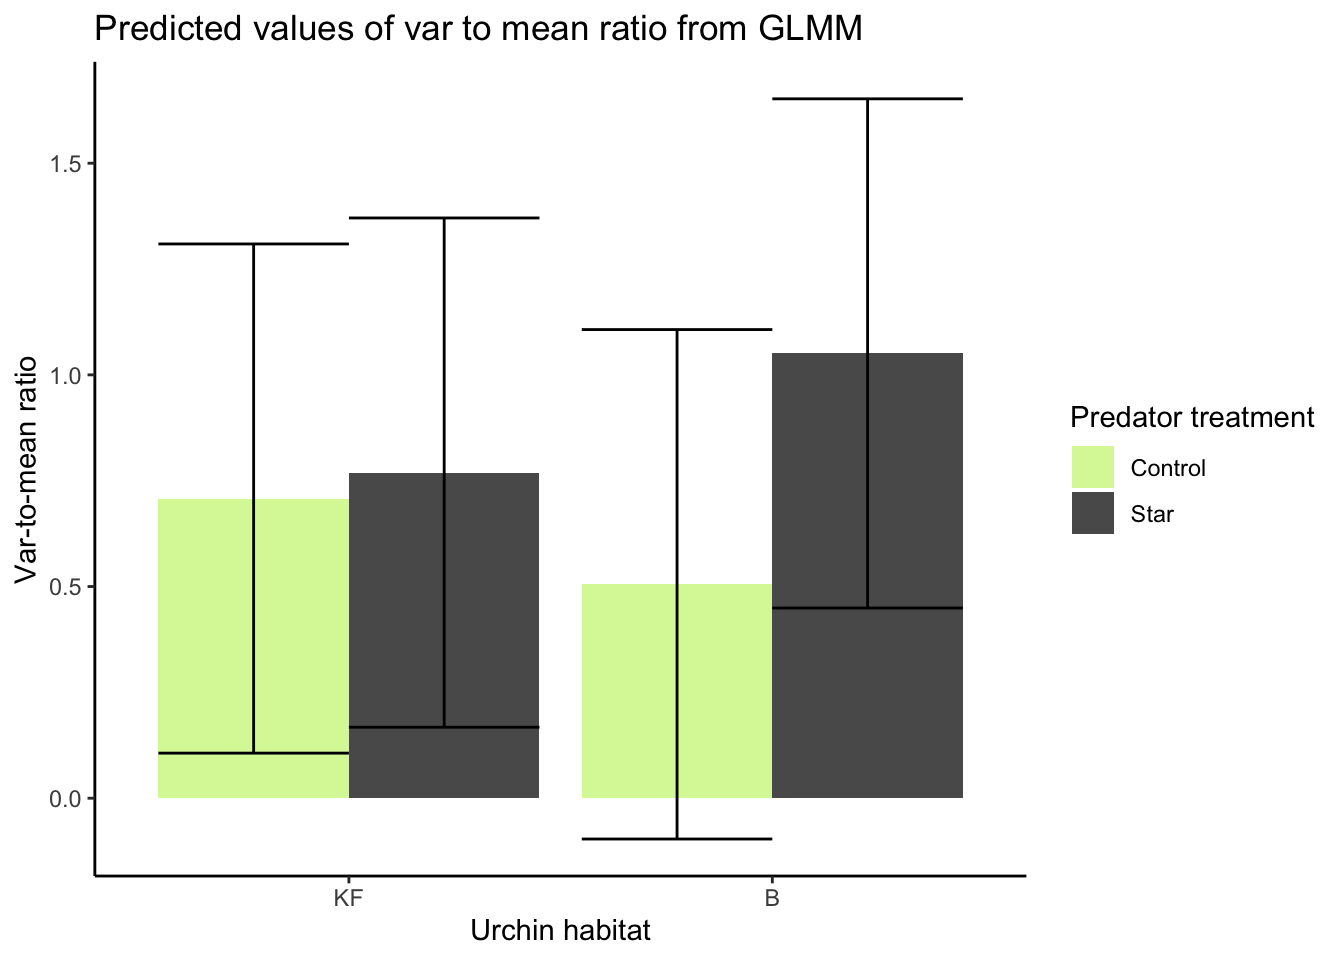 Predicted values of var to mean ratio from GLMM
Var-to-mean ratio
1.5
1.0
0.5
0.0
KF
B
Urchin habitat
Predator treatment
Control
Star